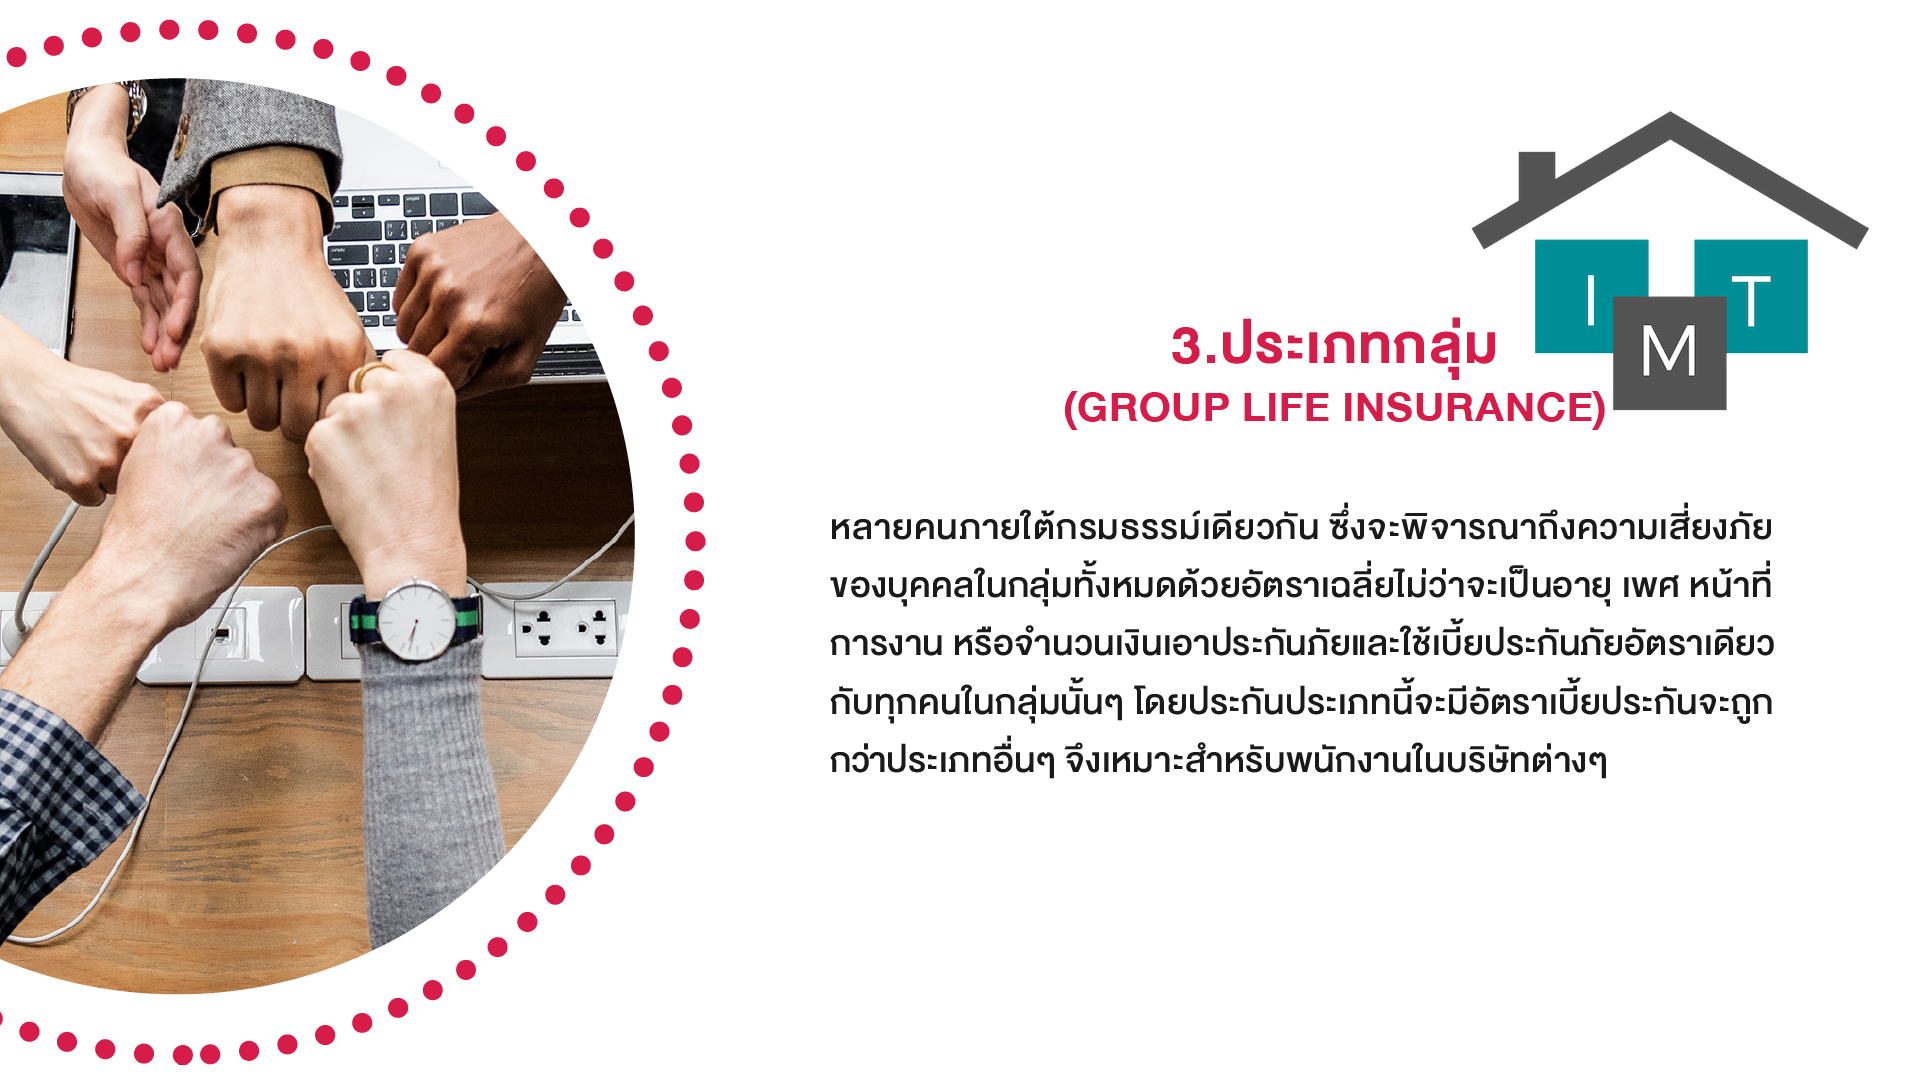 I M T
3.ประเภทกลุ่ม
(GROUP LIFE INSURANCE)
หลายคนภายใต้กรมธรรม์เดียวกัน ซึ่งจะพิจารณาถึงความเสี่ยงภัย
ของบุคคลในกลุ่มทั้งหมดด้วยอัตราเฉลี่ยไม่ว่าจะเป็นอายุ เพศ หน้าที่
การงาน หรือจำนวนเงินเอาประกันภัยและใช้เบี้ยประกันภัยอัตราเดียว
กับทุกคนในกลุ่มนั้นๆ โดยประกันประเภทนี้จะมีอัตราเบี้ยประกันจะถูก
กว่าประเภทอื่นๆ จึงเหมาะสำหรับพนักงานในบริษัทต่างๆ